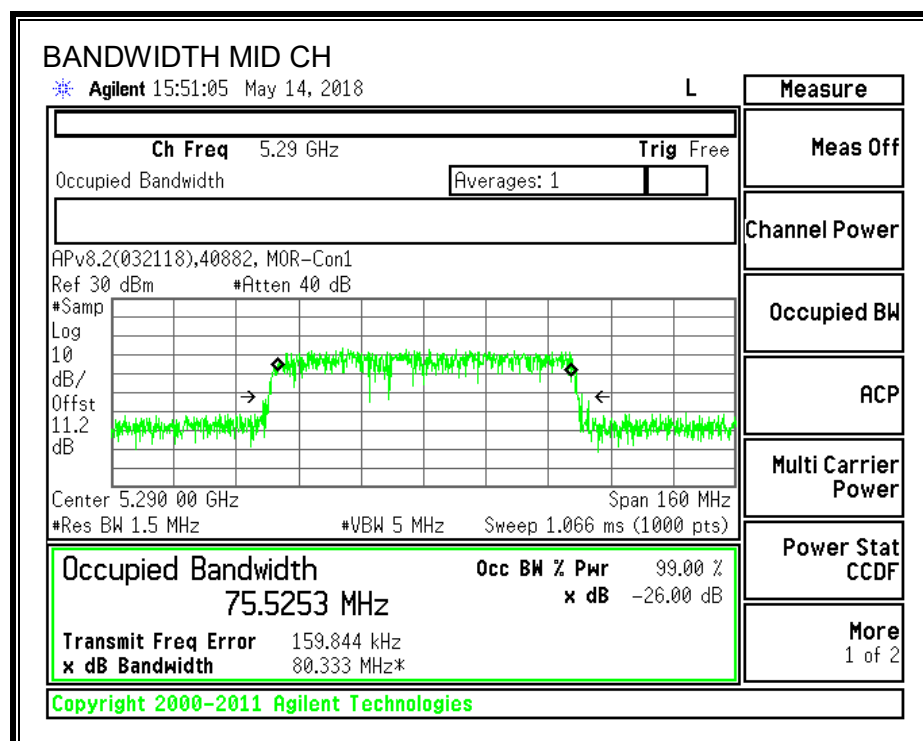 BANDWIDTH MID CH
Agilent 15:51:05 May 14, 2018 L
Measure
Ch Freq 5.29 GHz Trig Free
Meas Off
Occupied Bandwidth Averages: 1
Channel Power
APv8.2(032118),40882, MOR-Con1
Ref 30 dBm #Atten 40 dB
#Samp
Log
10
dB/
Offst
11.2
dB
Occupied BW
ACP
Multi Carrier
Power
Center 5.290 00 GHz Span 160 MHz
#Res BW 1.5 MHz #VBW 5 MHz Sweep 1.066 ms (1000 pts)
Power Stat
CCDF
Occupied Bandwidth Occ BW % Pwr 99.00 %
75.5253 MHz x dB -26.00 dB
Transmit Freq Error 159.844 kHz
x dB Bandwidth 80.333 MHz*
More
1 of 2
Copyright 2000-2011 Agilent Technologies